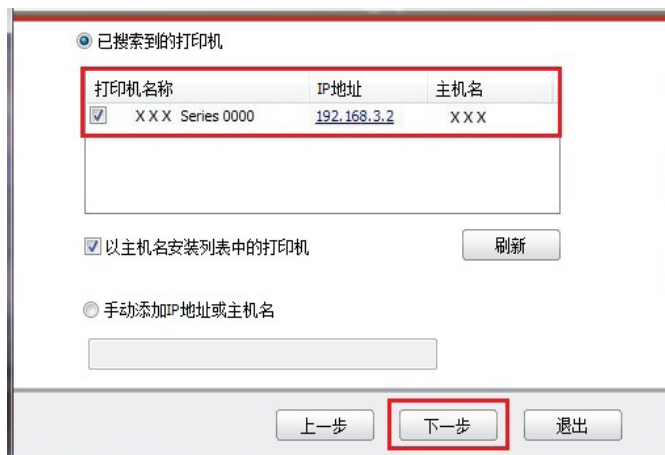 已搜索到的打印机
打印机名称 IP地址 主机名
XXX Series 0000 192.168.3.2 XXX
以主机名安装列表中的打印机 刷新
手动添加IP地址或主机名
上一步 下一步 退出